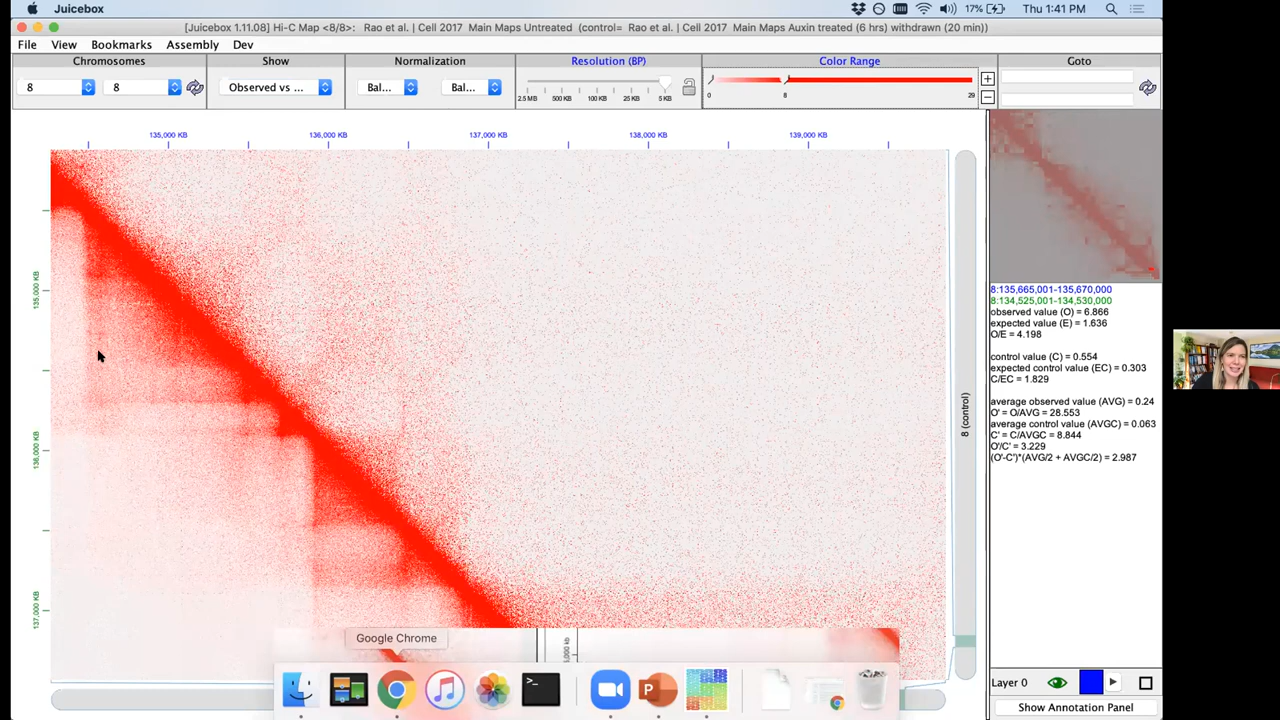 Juicebox
17%
Thu 1:41 PM
[Juicebox 1.11.08] Hi-C Map <8/8>: Rao et al. | Cell 2017 Main Maps Untreated (control= Rao et al. | Cell 2017 Main Maps Auxin treated (6 hrs) withdrawn (20 min))
File View Bookmarks Assembly Dev
Chromosomes Show Normalization Resolution (BP) Color Range Goto
8 8 Observed vs ... Bal... Bal...
2.5 MB 500 KB 100 KB 25 KB 5 KB
0 8 29
135,000 KB 136,000 KB 137,000 KB 138,000 KB 139,000 KB
135,000 KB
136,000 KB
137,000 KB
8 (control)
8:135,665,001-135,670,000
8:134,525,001-134,530,000
observed value (O) = 6.866
expected value (E) = 1.636
O/E = 4.198
control value (C) = 0.554
expected control value (EC) = 0.303
C/EC = 1.829
average observed value (AVG) = 0.24
O' = O/AVG = 28.553
average control value (AVGC) = 0.063
C' = C/AVGC = 8.844
O'/C' = 3.229
(O'-C')*(AVG/2 + AVGC/2) = 2.987
Google Chrome
Layer 0
Show Annotation Panel